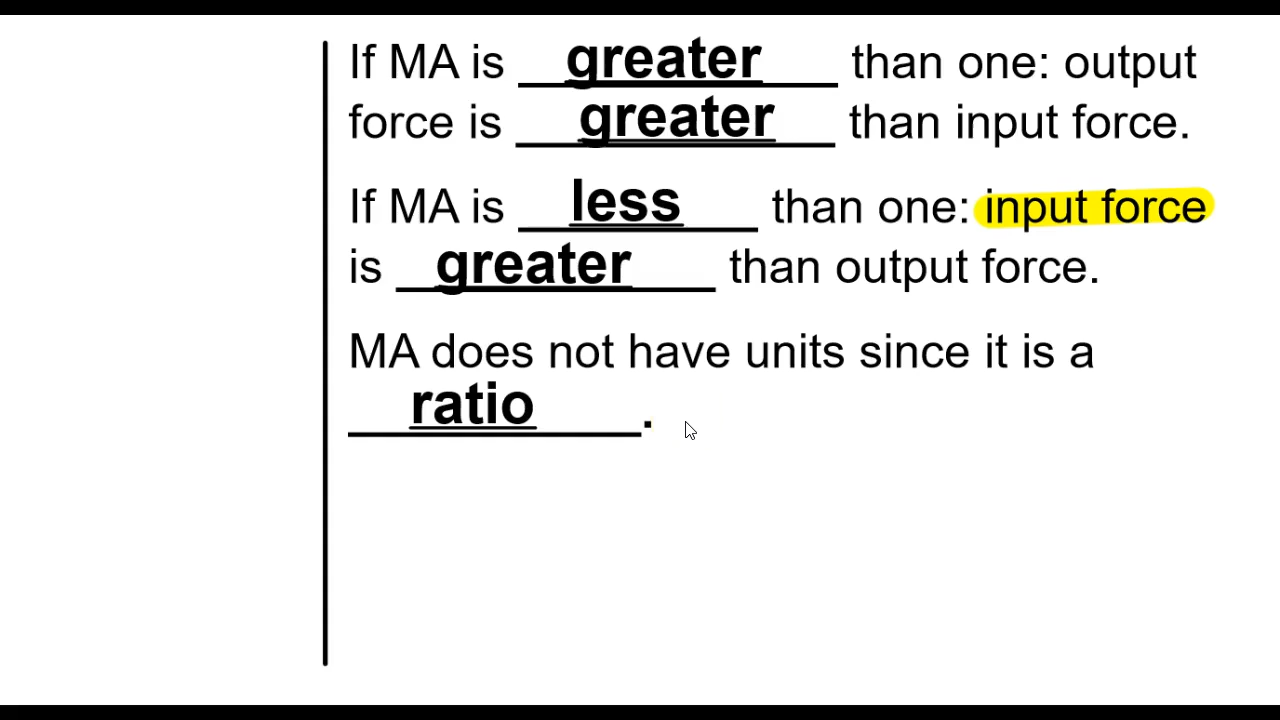 If MA is greater than one: output
force is greater than input force.
If MA is less than one: input force
is greater than output force.
MA does not have units since it is a
ratio.